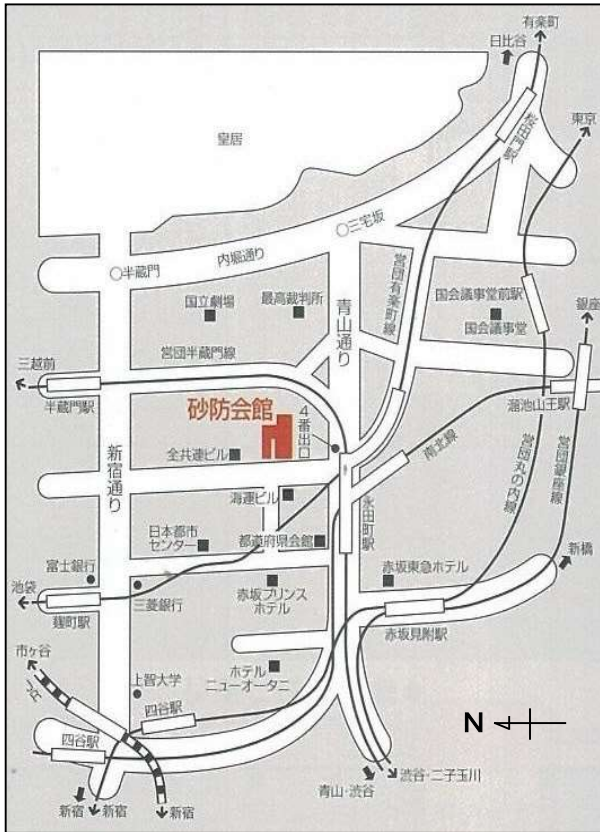 有楽町
日比谷
桜田門駅
東京
皇居
三宅坂
内堀通り
半蔵門
国立劇場
最高裁判所
青山通り
営団有楽町線
国会議事堂前駅
国会議事堂
銀座
営団半蔵門線
三越前
半蔵門駅
溜池山王駅
砂防会館
4番出口
新宿通り
全共連ビル
南北線
営団丸の内線
営団銀座線
海運ビル
永田町駅
日本都市
センター
都道府県会館
新橋
富士銀行
池袋
麹町駅
三菱銀行
赤坂プリンス
ホテル
赤坂東急ホテル
赤坂見附駅
市ヶ谷
JR
上智大学
ホテル
ニューオータニ
四谷駅
四谷駅
N
新宿
新宿
新宿
青山・渋谷
渋谷・二子玉川